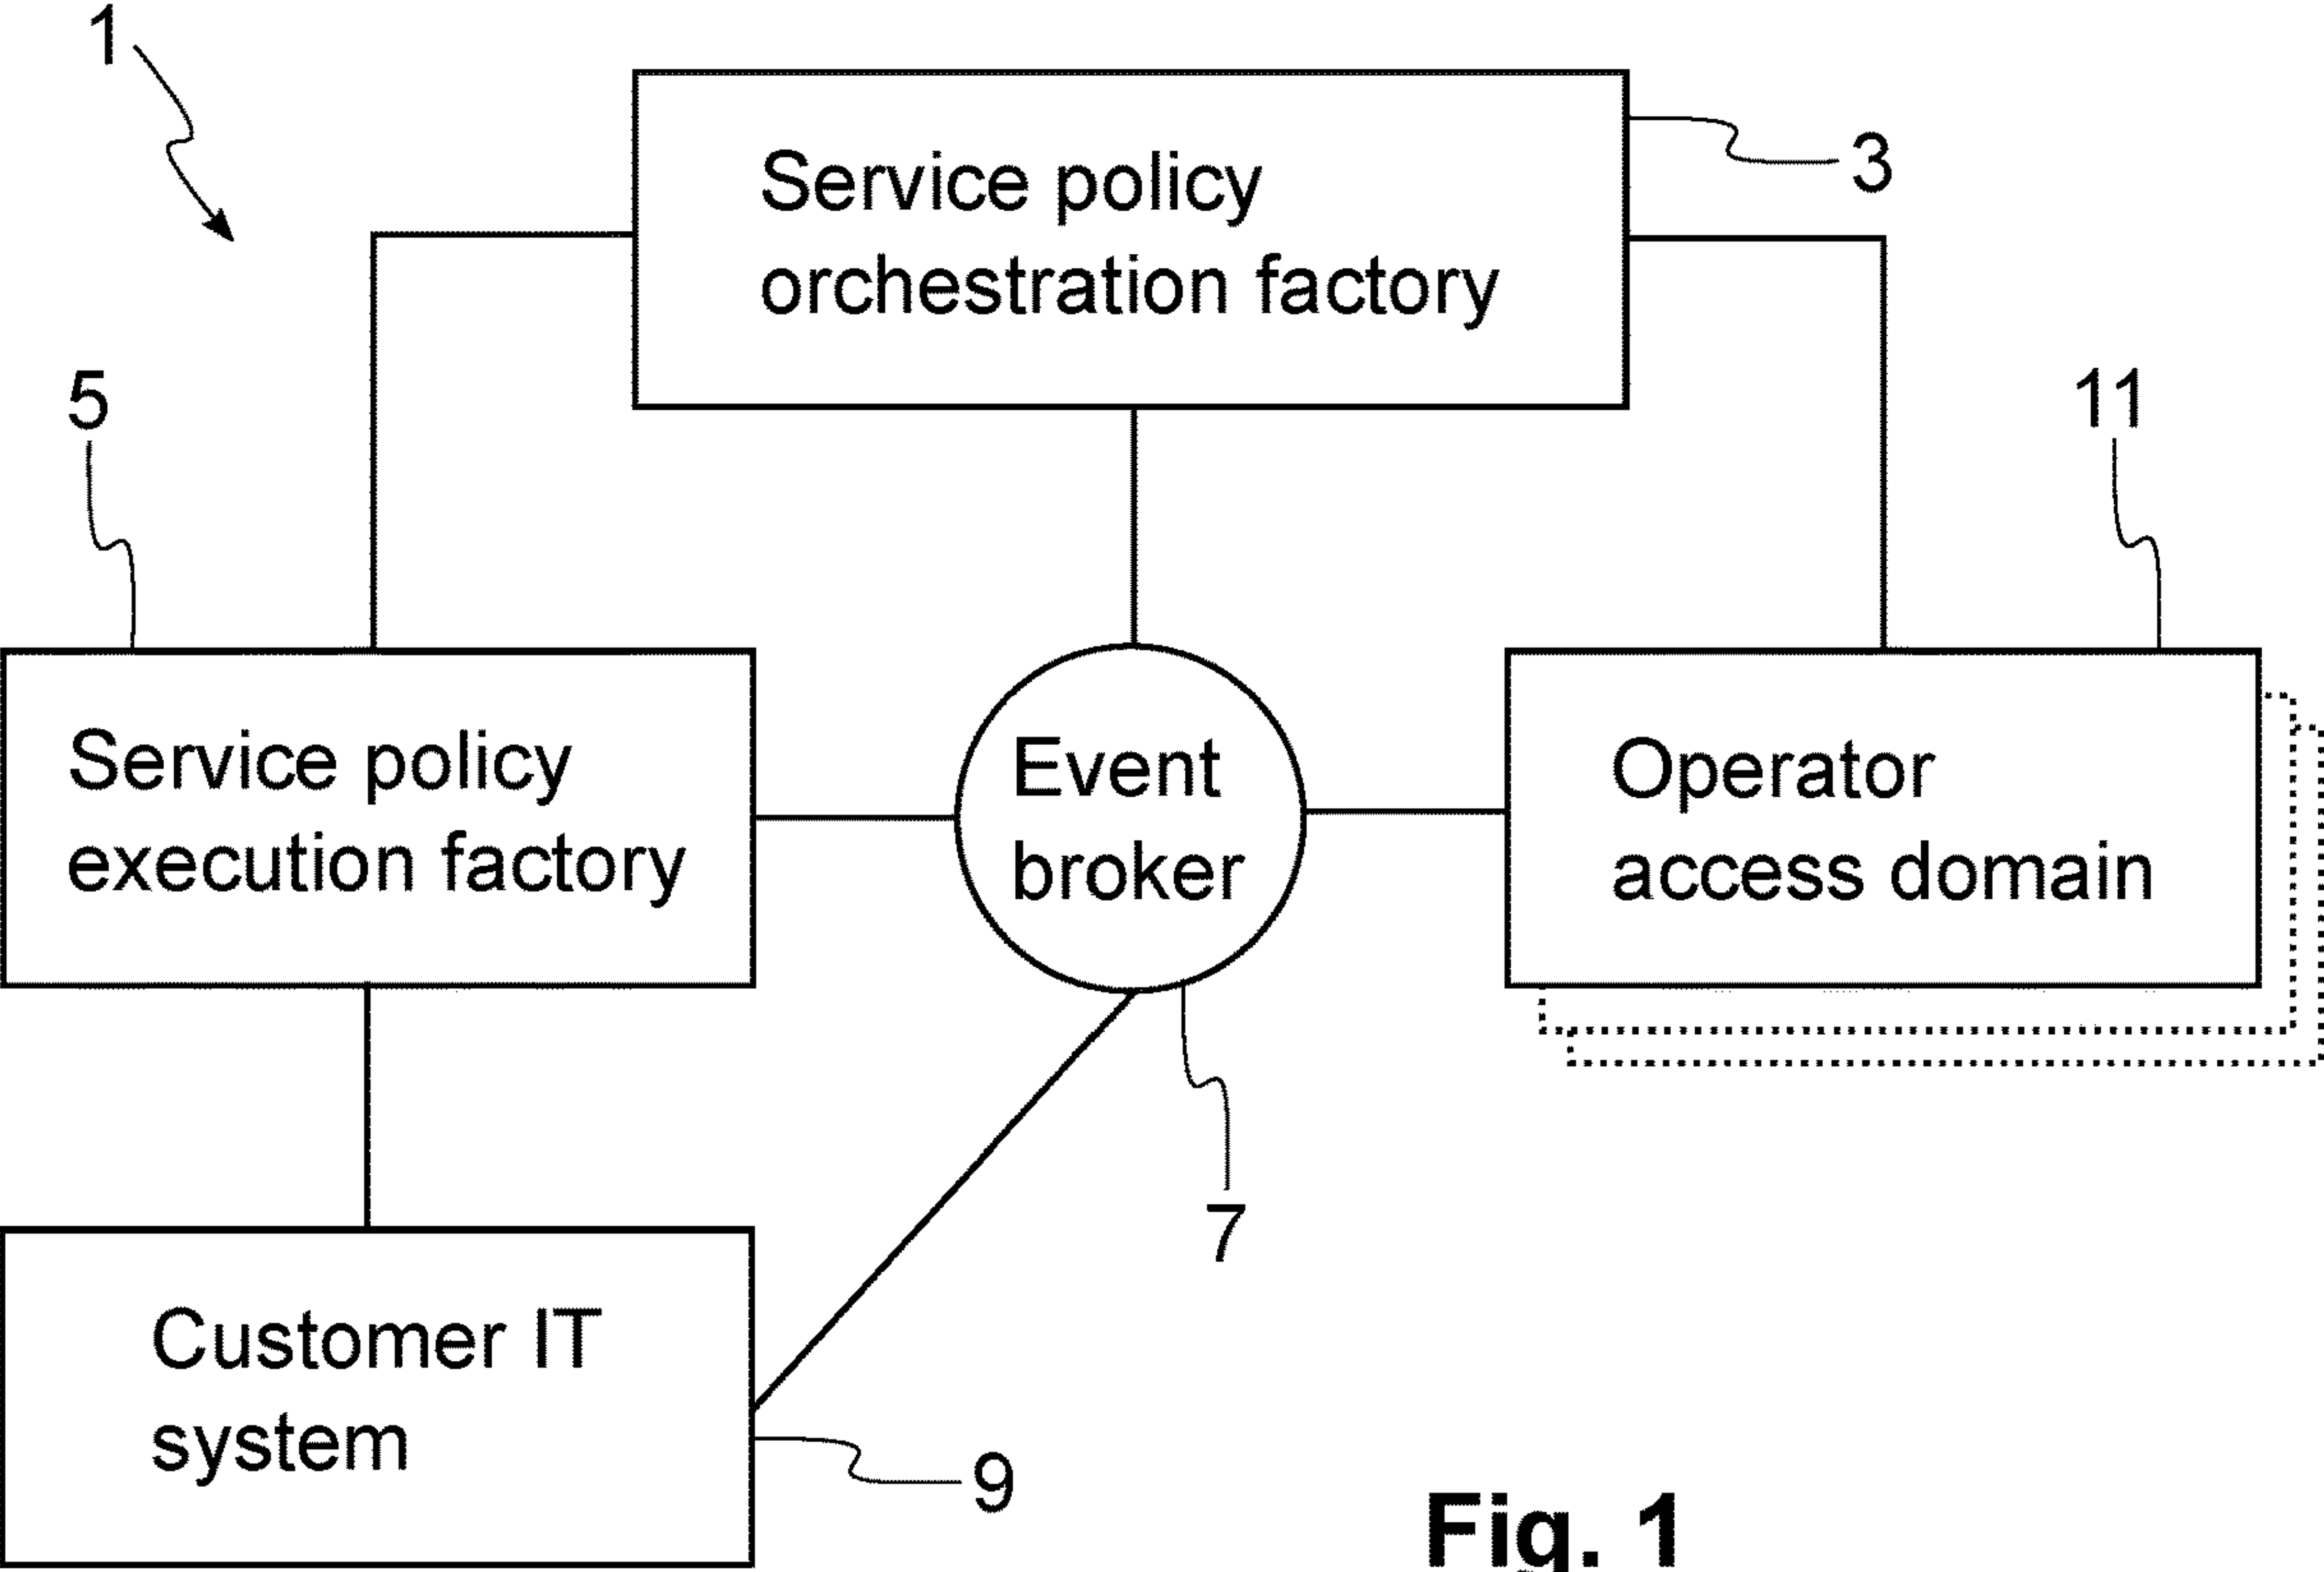 1
Service policy
orchestration factory
3
5
11
Service policy
execution factory
Event
broker
Operator
access domain
7
Customer IT
system
9
Fig. 1